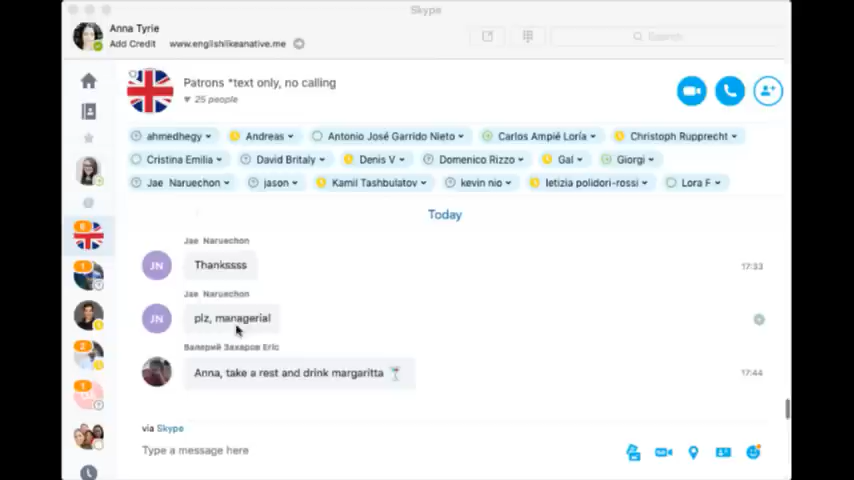 Skype
Anna Tyrie
Add Credit www.englishlikeanative.me
Search
Patrons *text only, no calling
25 people
ahmedhegy Andreas Antonio José Garrido Nieto Carlos Ampié Loría Christoph Rupprecht
Cristina Emilia David Britaly Denis V Domenico Rizzo Gal Giorgi
Jae Naruechon jason Kamil Tashbulatov kevin nio letizia polidori-rossi Lora F
Today
Jae Naruechon
JN Thankssss 17:33
Jae Naruechon
JN plz, managerial
Валерий Захаров Eric
Anna, take a rest and drink margaritta 17:44
via Skype
Type a message here